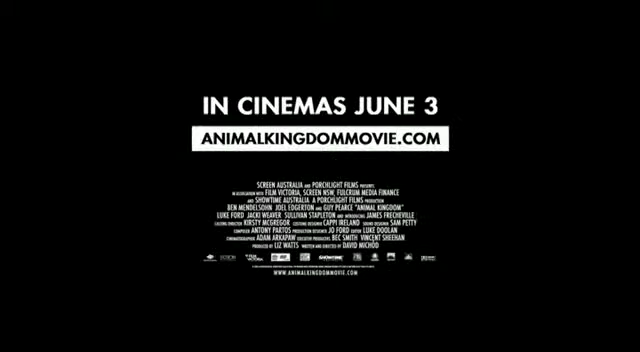 IN CINEMAS JUNE 3
ANIMALKINGDOMMOVIE.COM
SCREEN AUSTRALIA AND PORCHLIGHT FILMS PRESENTS
IN ASSOCIATION WITH FILM VICTORIA, SCREEN NSW, FULCRUM MEDIA FINANCE
AND SHOWTIME AUSTRALIA A PORCHLIGHT FILMS PRODUCTION
BEN MENDELSOHN JOEL EDGERTON AND GUY PEARCE "ANIMAL KINGDOM"
LUKE FORD JACKI WEAVER SULLIVAN STAPLETON AND INTRODUCING JAMES FRECHEVILLE
CASTING DIRECTOR KIRSTY MCGREGOR COSTUME DESIGNER CAPPI IRELAND SOUND DESIGNER SAM PETTY
COMPOSER ANTONY PARTOS PRODUCTION DESIGNER JO FORD EDITOR LUKE DOOLAN
CINEMATOGRAPHER ADAM ARKAPAW EXECUTIVE PRODUCERS BEC SMITH VINCENT SHEEHAN
PRODUCED BY LIZ WATTS WRITTEN AND DIRECTED BY DAVID MICHÔD
FILM VICTORIA SHOWTIME
WWW.ANIMALKINGDOMMOVIE.COM